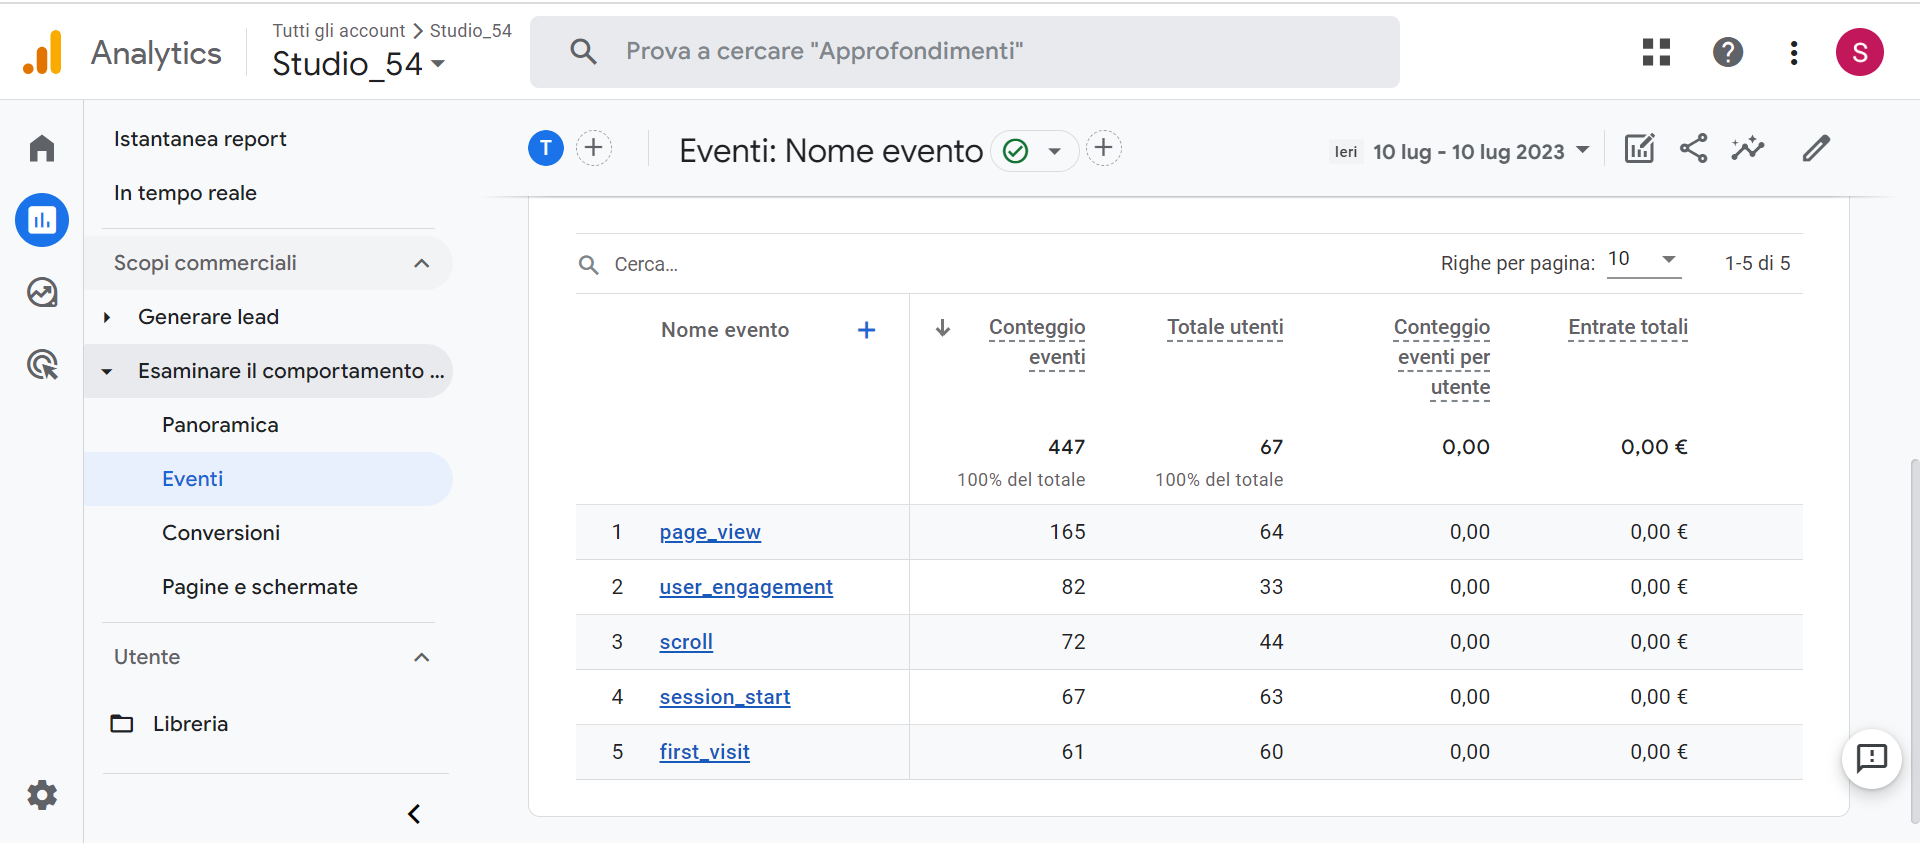 Analytics
Tutti gli account > Studio_54
Studio_54
Prova a cercare "Approfondimenti"
S
Istantanea report
In tempo reale
Scopi commerciali
Generare lead
Esaminare il comportamento ...
Panoramica
Eventi
Conversioni
Pagine e schermate
Utente
Libreria
T
Eventi: Nome evento
Ieri 10 lug - 10 lug 2023
Cerca...
Righe per pagina: 10 1-5 di 5
Nome evento
Conteggio
eventi
Totale utenti
Conteggio
eventi per
utente
Entrate totali
447 67 0,00 0,00 €
100% del totale 100% del totale
1 page_view 165 64 0,00 0,00 €
2 user_engagement 82 33 0,00 0,00 €
3 scroll 72 44 0,00 0,00 €
4 session_start 67 63 0,00 0,00 €
5 first_visit 61 60 0,00 0,00 €